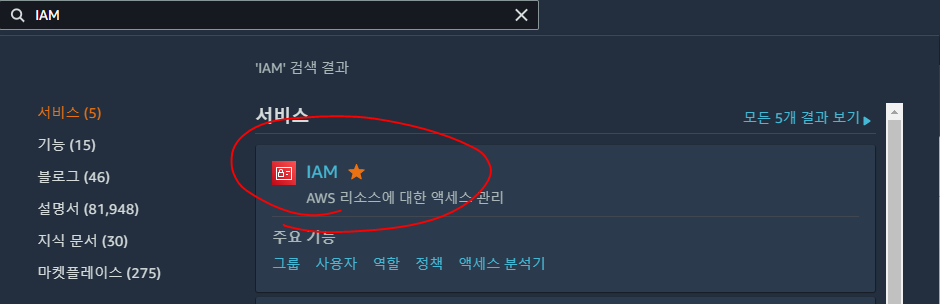 IAM
'IAM' 검색 결과
서비스 (5)
기능 (15)
블로그 (46)
설명서 (81,948)
지식 문서 (30)
마켓플레이스 (275)
서비스
모든 5개 결과 보기
IAM
AWS 리소스에 대한 액세스 관리
주요 기능
그룹 사용자 역할 정책 액세스 분석기